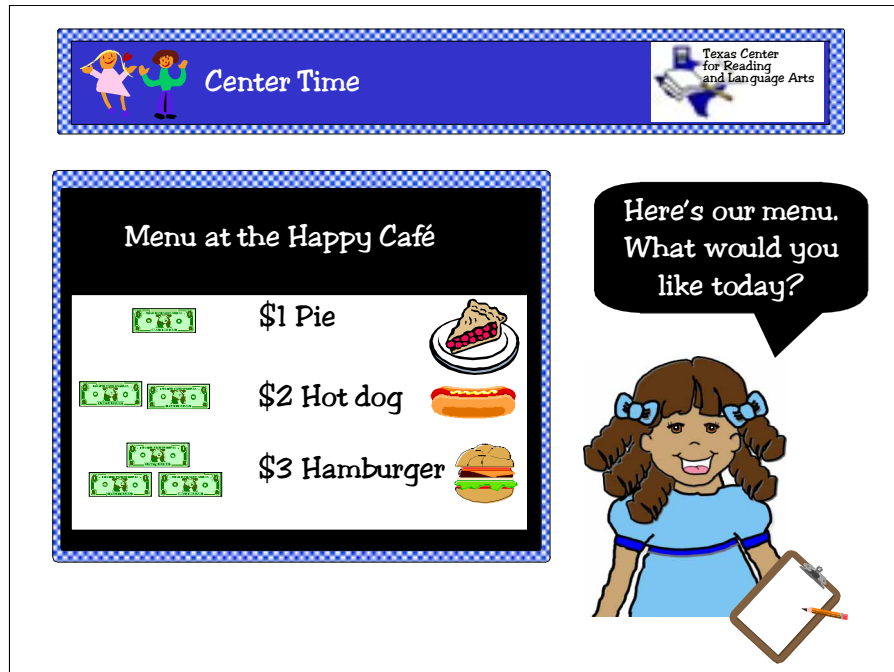 Center Time
Texas Center
for Reading
and Language Arts
Menu at the Happy Café
$1 Pie
$2 Hot dog
$3 Hamburger
Here's our menu.
What would you
like today?